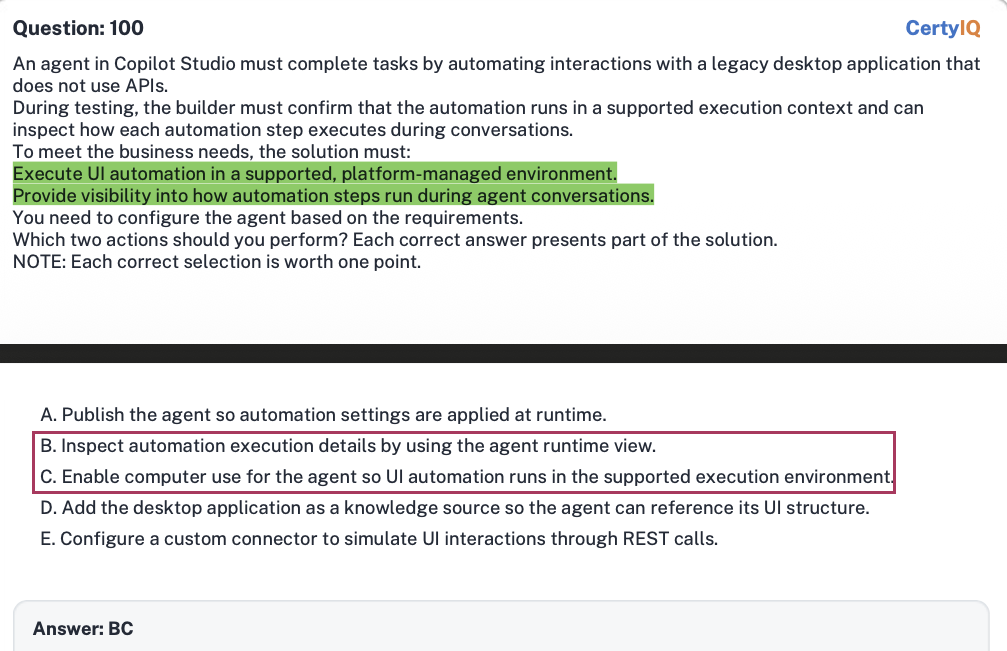 Question: 100
CertyIQ
An agent in Copilot Studio must complete tasks by automating interactions with a legacy desktop application that
does not use APIs.
During testing, the builder must confirm that the automation runs in a supported execution context and can
inspect how each automation step executes during conversations.
To meet the business needs, the solution must:
Execute UI automation in a supported, platform-managed environment.
Provide visibility into how automation steps run during agent conversations.
You need to configure the agent based on the requirements.
Which two actions should you perform? Each correct answer presents part of the solution.
NOTE: Each correct selection is worth one point.
A. Publish the agent so automation settings are applied at runtime.
B. Inspect automation execution details by using the agent runtime view.
C. Enable computer use for the agent so UI automation runs in the supported execution environment.
D. Add the desktop application as a knowledge source so the agent can reference its UI structure.
E. Configure a custom connector to simulate UI interactions through REST calls.
Answer: BC